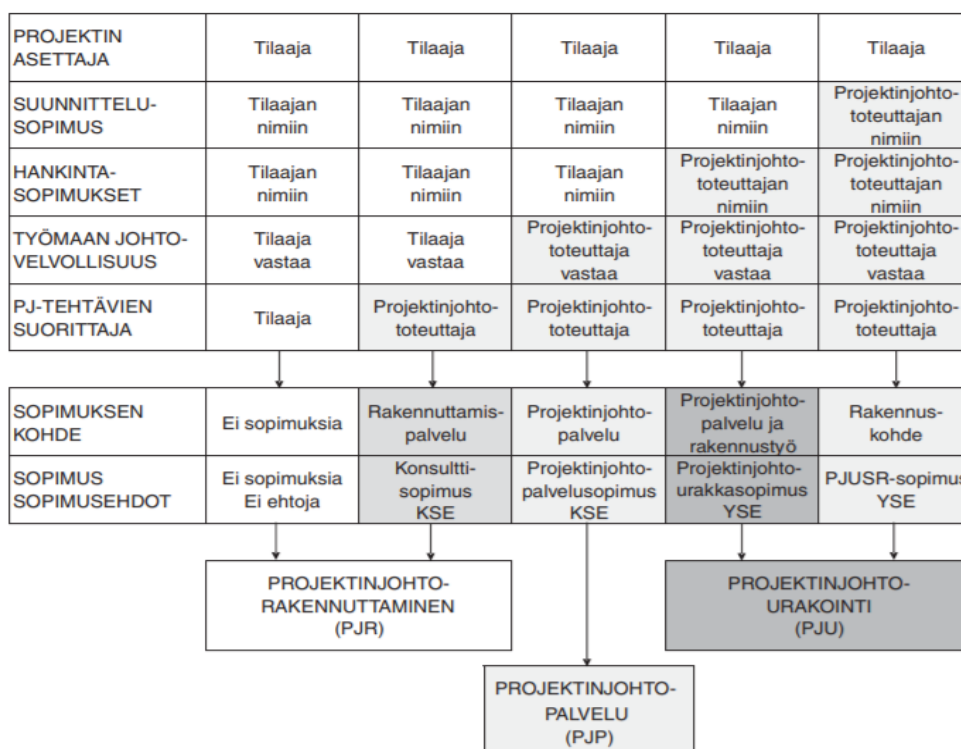 PROJEKTIN ASETTAJA Tilaaja Tilaaja Tilaaja Tilaaja Tilaaja
SUUNNITTELU-SOPIMUS Tilaajan nimiin Tilaajan nimiin Tilaajan nimiin Tilaajan nimiin Projektinjohto-toteuttajan nimiin
HANKINTA-SOPIMUKSET Tilaajan nimiin Tilaajan nimiin Tilaajan nimiin Projektinjohto-toteuttajan nimiin Projektinjohto-toteuttajan nimiin
TYÖMAAN JOHTO-VELVOLLISUUS Tilaaja vastaa Tilaaja vastaa Projektinjohto-toteuttaja vastaa Projektinjohto-toteuttaja vastaa Projektinjohto-toteuttaja vastaa
PJ-TEHTÄVIEN SUORITTAJA Tilaaja Projektinjohto-toteuttaja Projektinjohto-toteuttaja Projektinjohto-toteuttaja Projektinjohto-toteuttaja
SOPIMUKSEN KOHDE Ei sopimuksia Rakennuttamis-palvelu Projektinjohto-palvelu Projektinjohto-palvelu ja rakennustyö Rakennus-kohde
SOPIMUS SOPIMUSEHDOT Ei sopimuksia Ei ehtoja Konsultti-sopimus KSE Projektinjohto-palvelusopimus KSE Projektinjohto-urakkasopimus YSE PJUSR-sopimus YSE
PROJEKTINJOHTO-
RAKENNUTTAMINEN
(PJR)
PROJEKTINJOHTO-
URAKOINTI
(PJU)
PROJEKTINJOHTO-
PALVELU
(PJP)